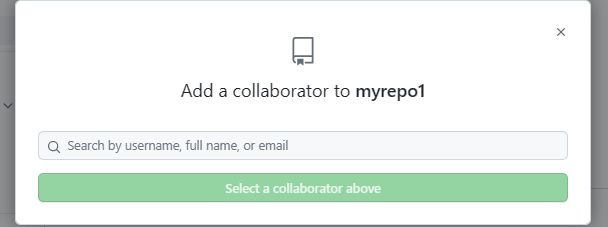 Add a collaborator to myrepo1
Search by username, full name, or email
Select a collaborator above